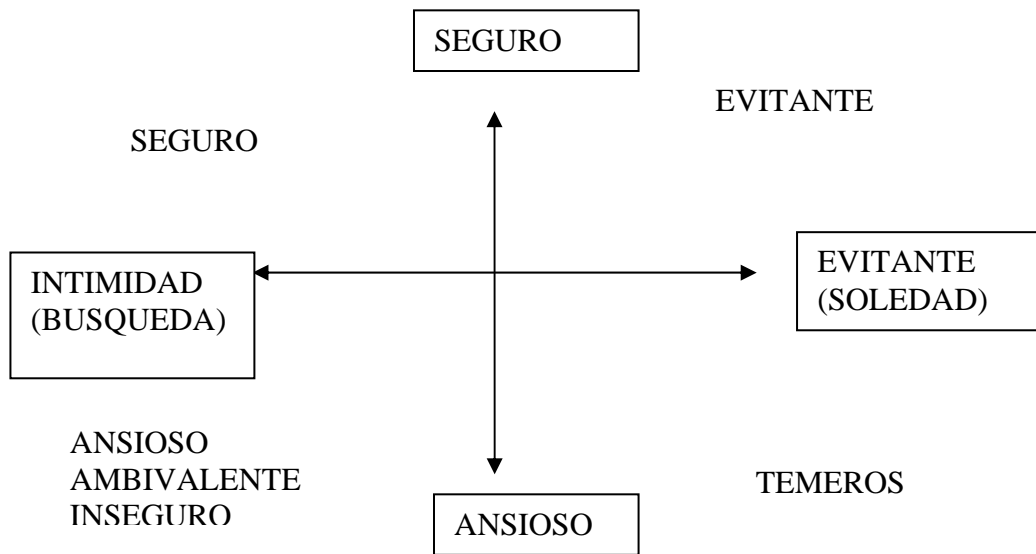 SEGURO
EVITANTE
SEGURO
INTIMIDAD
(BUSQUEDA)
EVITANTE
(SOLEDAD)
ANSIOSO
AMBIVALENTE
INSEGURO
TEMEROS
ANSIOSO